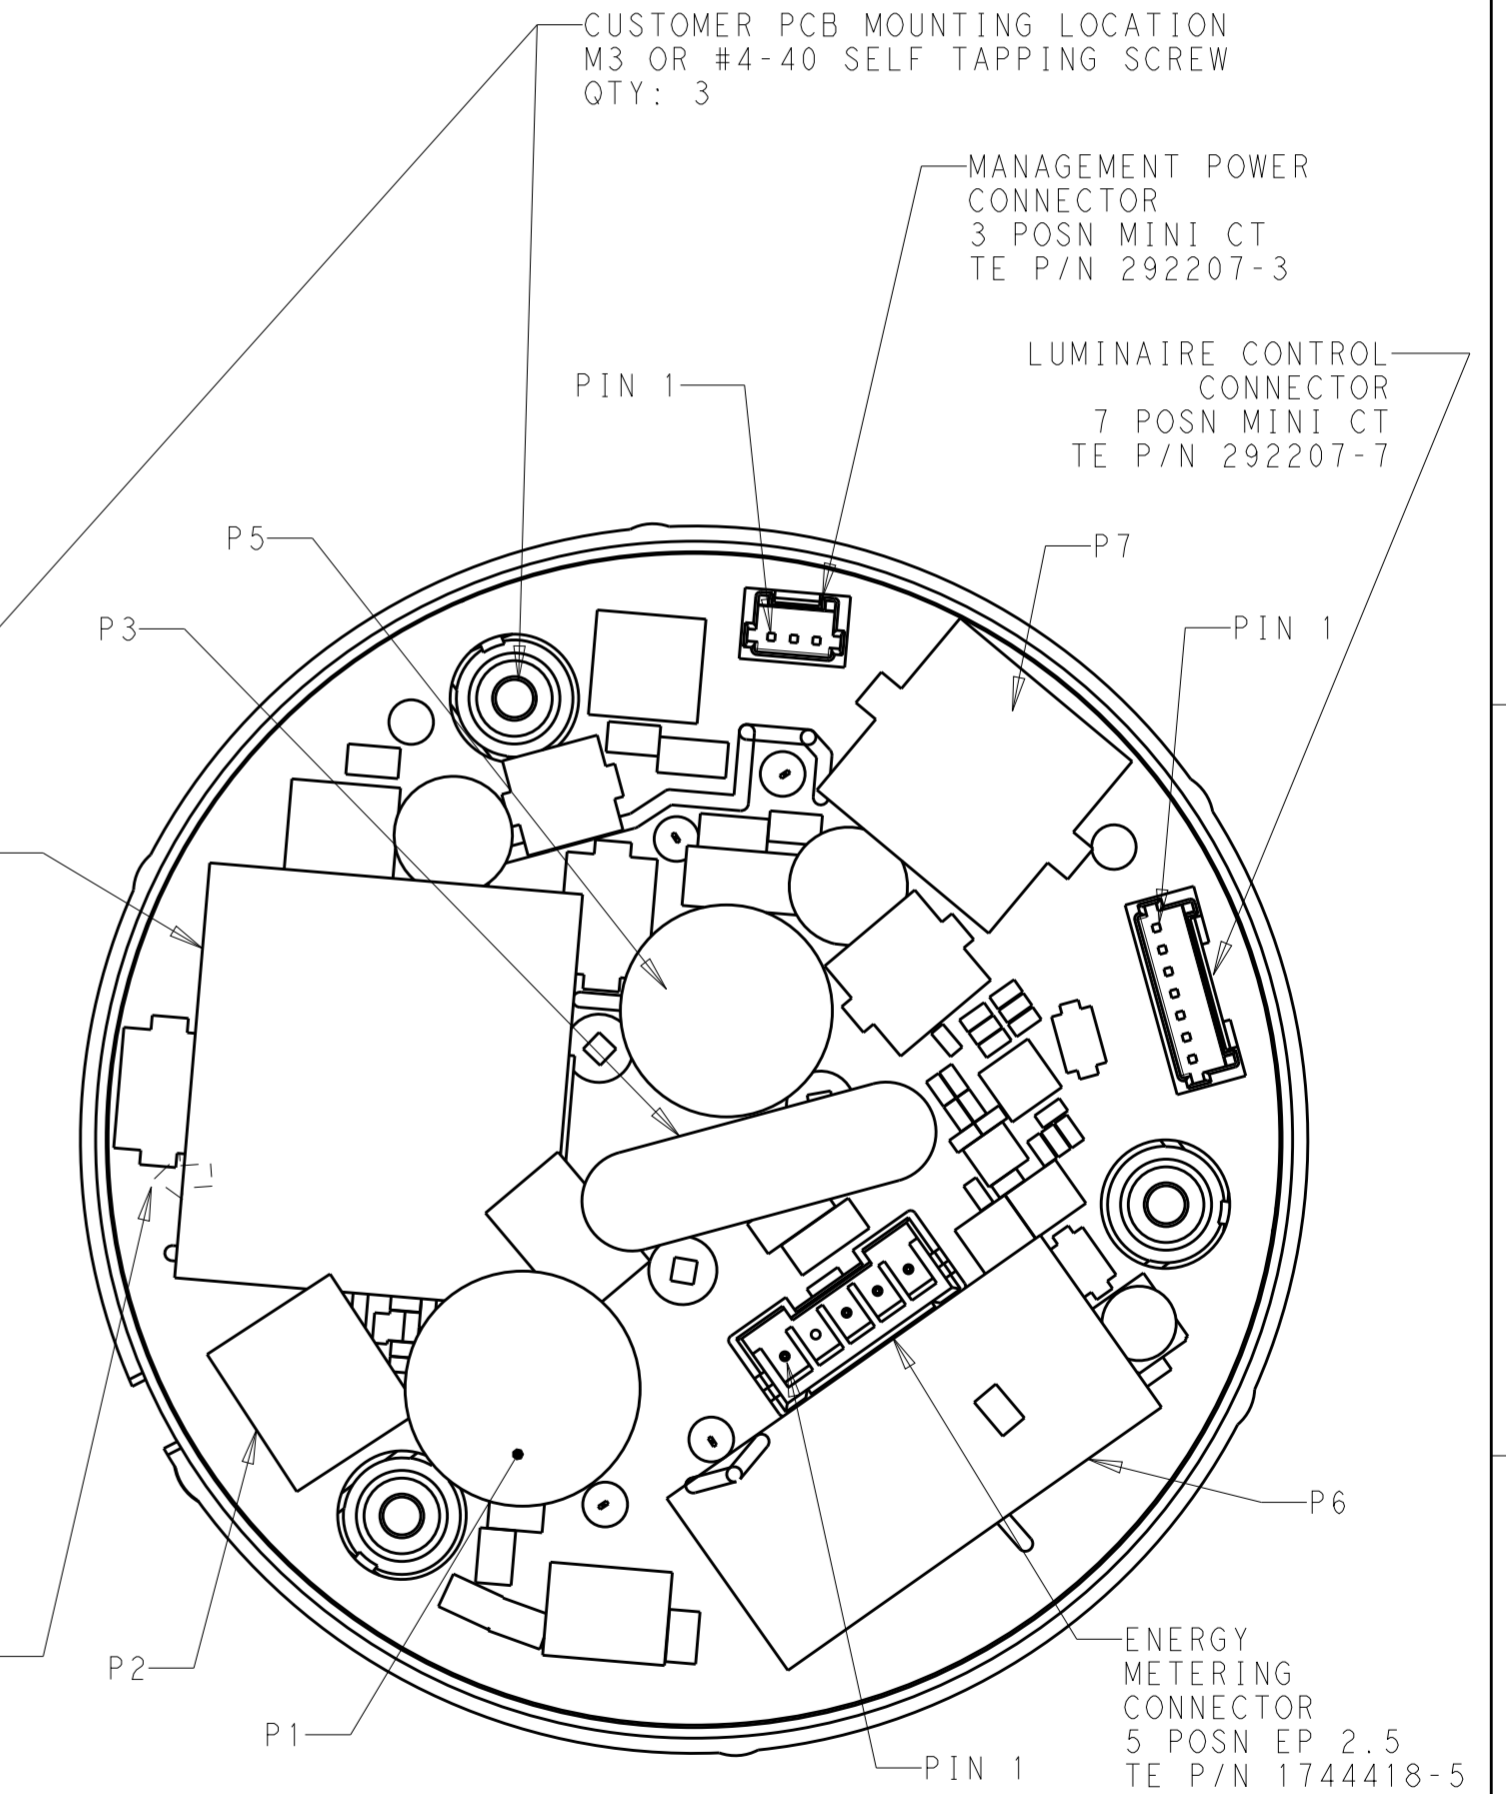 CUSTOMER PCB MOUNTING LOCATION
M3 OR #4-40 SELF TAPPING SCREW
QTY: 3
MANAGEMENT POWER
CONNECTOR
3 POSN MINI CT
TE P/N 292207-3
LUMINAIRE CONTROL
CONNECTOR
7 POSN MINI CT
TE P/N 292207-7
PIN 1
P5
P7
P3
PIN 1
P6
ENERGY
METERING
CONNECTOR
5 POSN EP 2.5
TE P/N 1744418-5
P2
P1
PIN 1